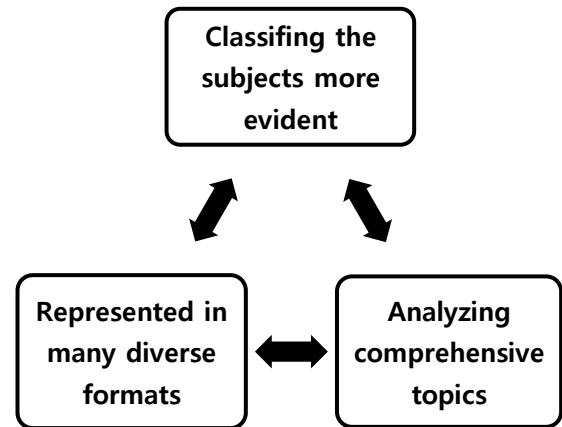 Classifing the
subjects more
evident
Represented in
many diverse
formats
Analyzing
comprehensive
topics